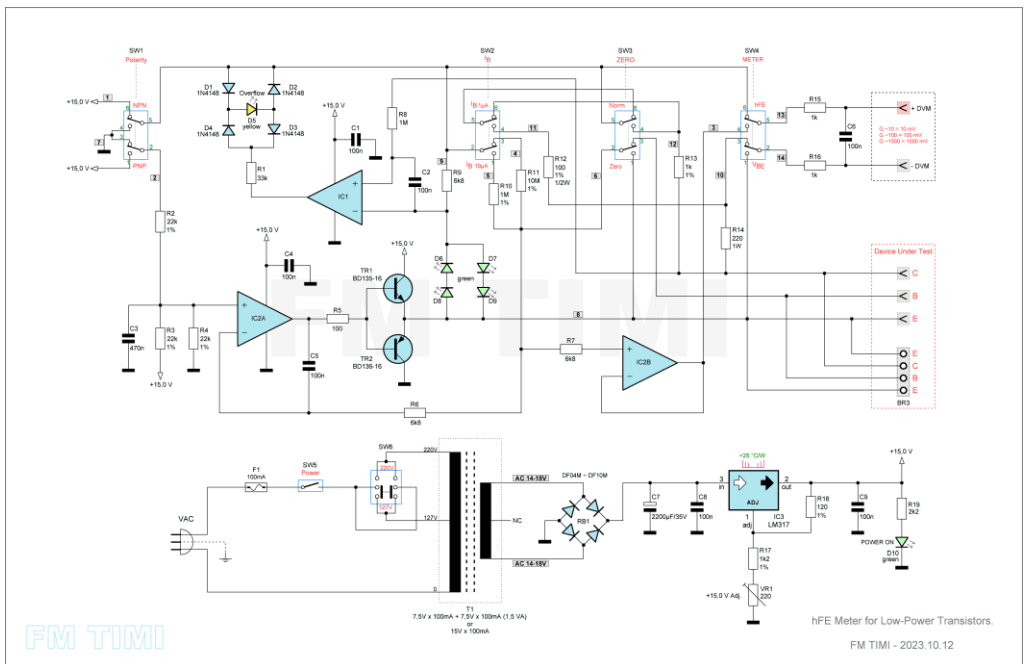 SW1
Polarity
SW2
IB
SW3
ZERO
SW4
METER
+15,0 V
1
NPN
6
5
4
3
2
1
7
PNP
+15,0 V
2
D1
1N4148
D2
1N4148
Overflow
D5
yellow
D4
1N4148
D3
1N4148
R1
33k
+15,0 V
C1
100n
R8
1M
C2
100n
IC1
+
−
9
R9
6k8
IB 1µA
IB 10µA
11
4
5
R10
1M
1%
R11
10M
1%
R12
100
1%
1/2W
Norm
Zero
6
12
R13
1k
1%
3
10
hFE
VBE
13
14
R15
1k
R16
1k
C6
100n
+ DVM
G.~10 = 10 mV
G.~100 = 100 mV
G.~1000 = 1000 mV
- DVM
R14
220
1W
Device Under Test
C
B
E
E
C
B
E
BR3
R2
22k
1%
C3
470n
R3
22k
1%
R4
22k
1%
+15,0 V
+15,0 V
C4
100n
IC2A
+
−
R5
100
C5
100n
TR1
BD135-16
TR2
BD136-16
+15,0 V
D6
D7
green
D8
D9
8
R7
6k8
IC2B
+
−
R6
6k8
FM TIMI
VAC
F1
100mA
SW5
Power
SW6
220V
127V
220V
127V
0
T1
7,5V x 100mA + 7,5V x 100mA (1,5 VA)
or
15V x 100mA
AC 14-18V
NC
AC 14-18V
DF04M ~ DF10M
RB1
C7
2200µF/35V
C8
100n
+25 °C/W
3
in
2
out
ADJ
1
adj
IC3
LM317
R17
1k2
1%
+15,0 V Adj
VR1
220
R18
120
1%
C9
100n
+15,0 V
R19
2k2
POWER ON
D10
green
hFE Meter for Low-Power Transistors.
FM TIMI
FM TIMI - 2023.10.12